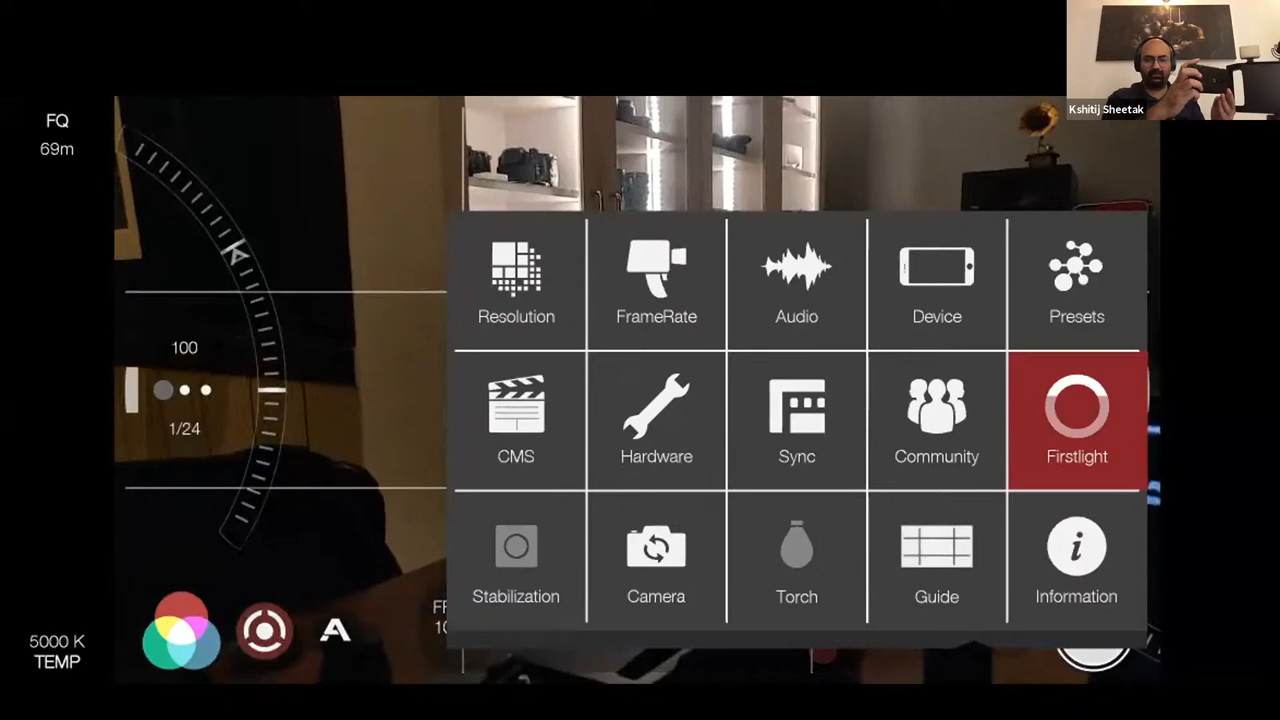 FQ
69m
Kshitij Sheetak
Resolution
FrameRate
Audio
Device
Presets
100
1/24
CMS
Hardware
Sync
Community
Firstlight
Stabilization
Camera
Torch
Guide
Information
5000 K
TEMP
A